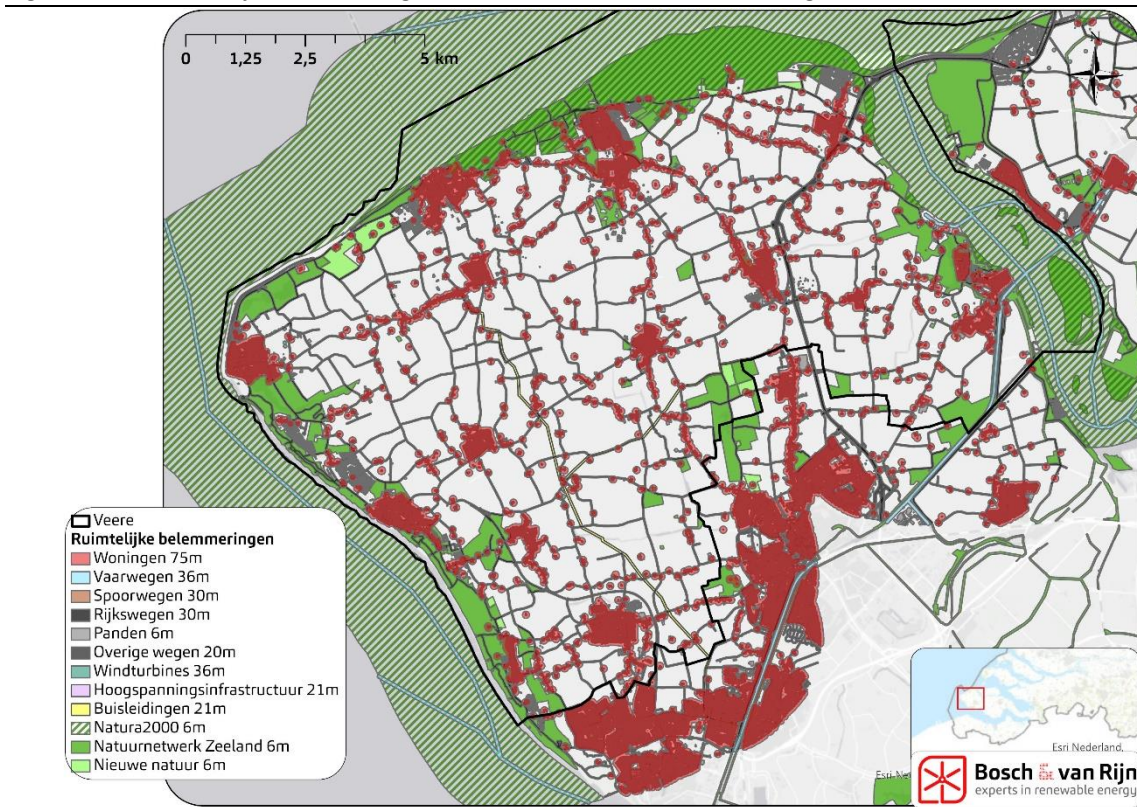 0 1,25 2,5 5 km
Veere
Ruimtelijke belemmeringen
Woningen 75m
Vaarwegen 36m
Spoorwegen 30m
Rijkswegen 30m
Panden 6m
Overige wegen 20m
Windturbines 36m
Hoogspanningsinfrastructuur 21m
Buisleidingen 21m
Natura2000 6m
Natuurnetwerk Zeeland 6m
Nieuwe natuur 6m
Esri Nederland,
Bosch & van Rijn
experts in renewable energy